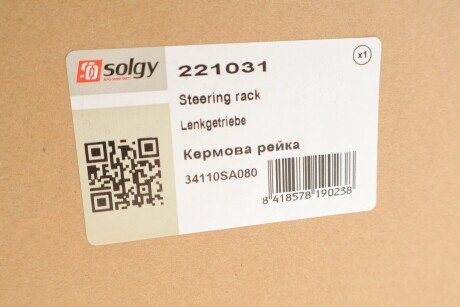 solgy
221031
x1
Steering rack
Lenkgetriebe
Кермова рейка
34110SA080
8 418578 190238